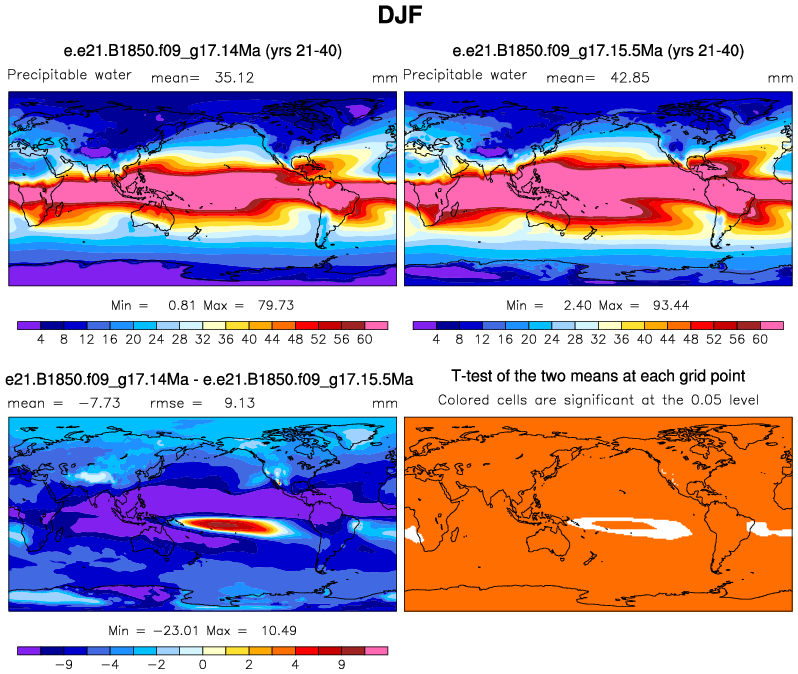 DJF
e.e21.B1850.f09_g17.14Ma (yrs 21-40)
Precipitable water mean= 35.12 mm
Min = 0.81 Max = 79.73
4 8 12 16 20 24 28 32 36 40 44 48 52 56 60
e.e21.B1850.f09_g17.15.5Ma (yrs 21-40)
Precipitable water mean= 42.85 mm
Min = 2.40 Max = 93.44
4 8 12 16 20 24 28 32 36 40 44 48 52 56 60
e21.B1850.f09_g17.14Ma - e.e21.B1850.f09_g17.15.5Ma
mean = -7.73 rmse = 9.13 mm
Min = -23.01 Max = 10.49
-9 -4 -2 0 2 4 9
T-test of the two means at each grid point
Colored cells are significant at the 0.05 level